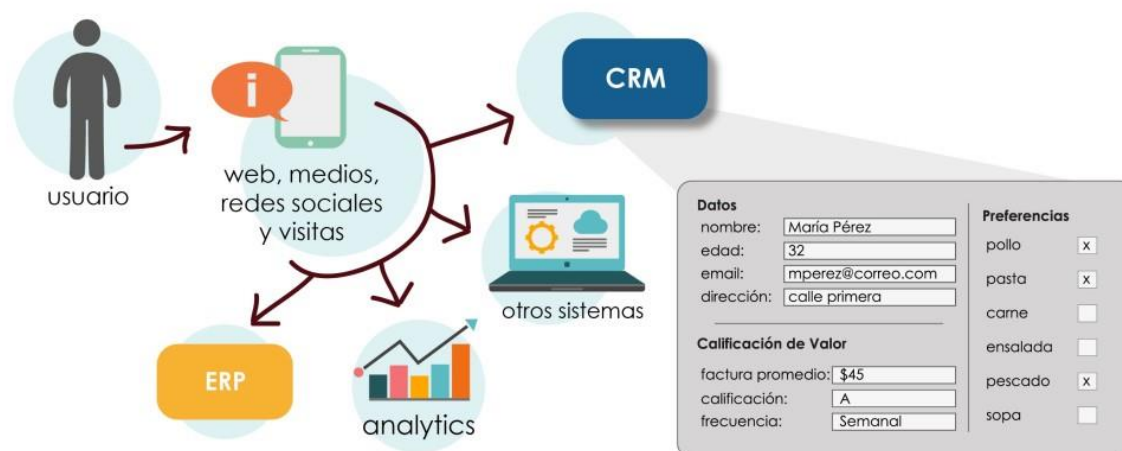 usuario
i
web, medios,
redes sociales
y visitas
CRM
otros sistemas
analytics
ERP
Datos
nombre: María Pérez
edad: 32
email: mperez@correo.com
dirección: calle primera
Calificación de Valor
factura promedio: $45
calificación: A
frecuencia: Semanal
Preferencias
pollo x
pasta x
carne
ensalada
pescado x
sopa